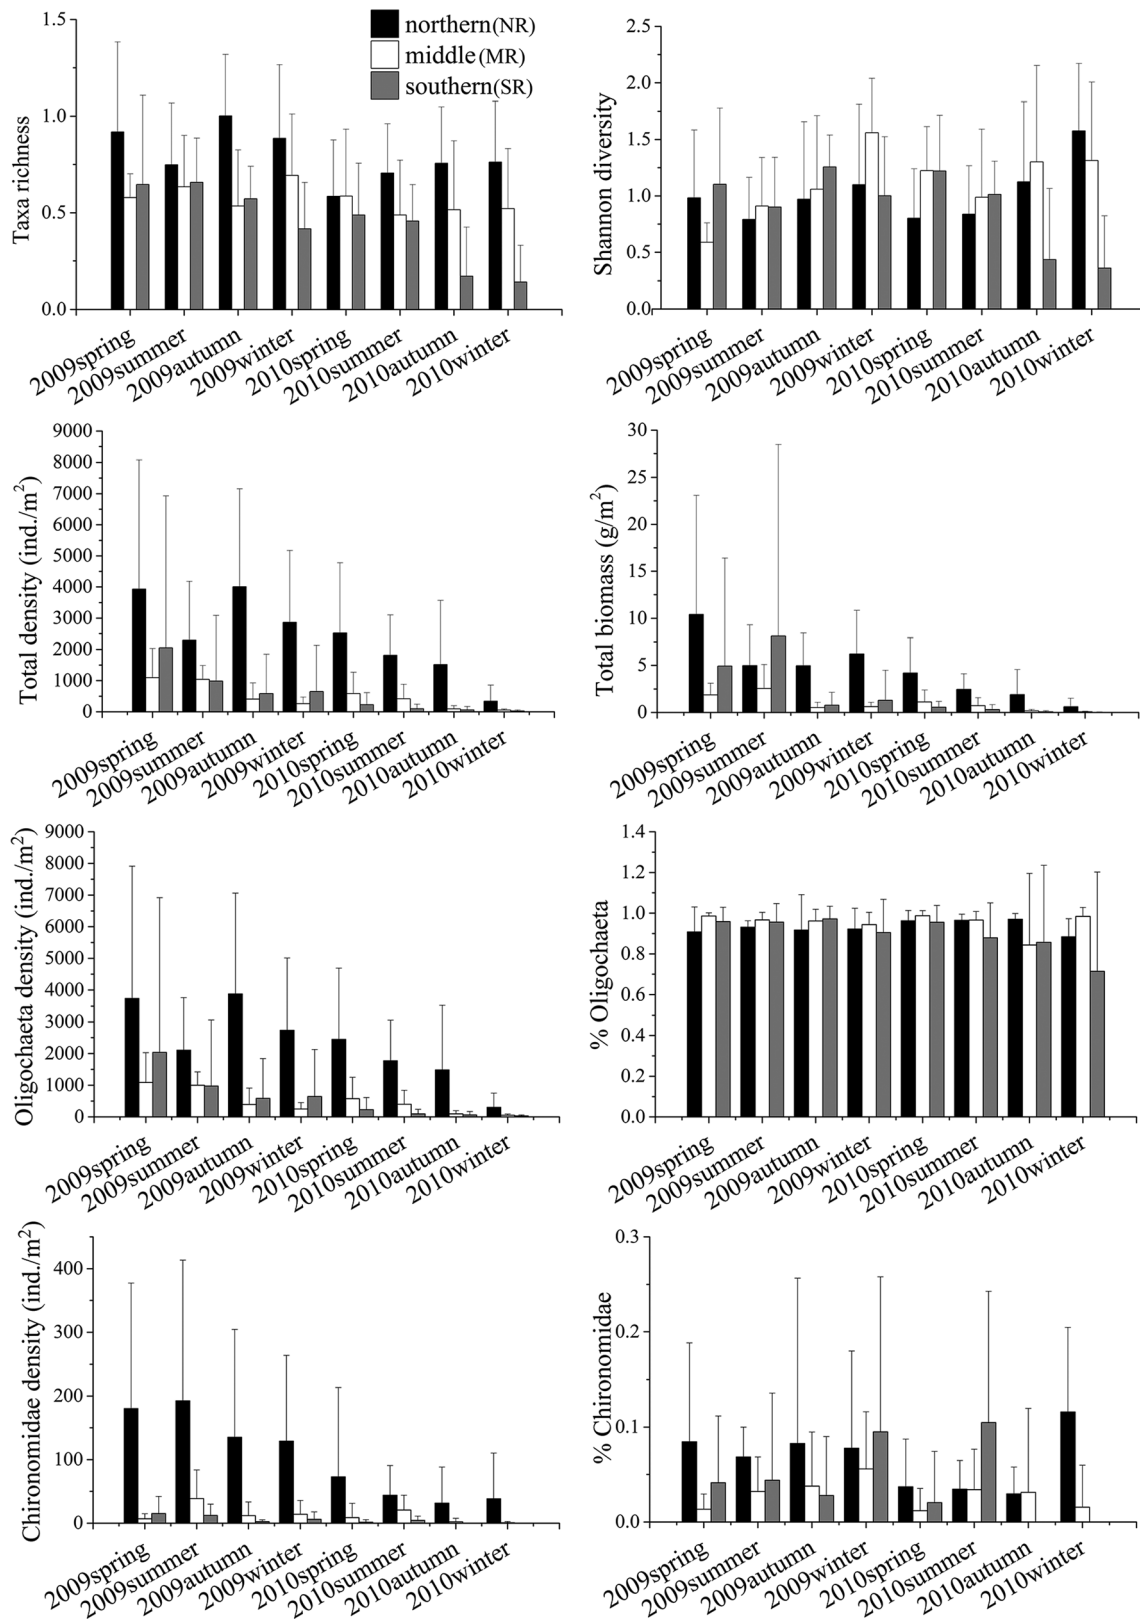 northern(NR)
middle(MR)
southern(SR)
Taxa richness
1.5
1.0
0.5
0.0
2009spring
2009summer
2009autumn
2009winter
2010spring
2010summer
2010autumn
2010winter
Shannon diversity
2.5
2.0
1.5
1.0
0.5
0.0
2009spring
2009summer
2009autumn
2009winter
2010spring
2010summer
2010autumn
2010winter
Total density (ind./m²)
9000
8000
7000
6000
5000
4000
3000
2000
1000
0
2009spring
2009summer
2009autumn
2009winter
2010spring
2010summer
2010autumn
2010winter
Total biomass (g/m²)
30
25
20
15
10
5
0
2009spring
2009summer
2009autumn
2009winter
2010spring
2010summer
2010autumn
2010winter
Oligochaeta density (ind./m²)
9000
8000
7000
6000
5000
4000
3000
2000
1000
0
2009spring
2009summer
2009autumn
2009winter
2010spring
2010summer
2010autumn
2010winter
% Oligochaeta
1.4
1.2
1.0
0.8
0.6
0.4
0.2
0.0
2009spring
2009summer
2009autumn
2009winter
2010spring
2010summer
2010autumn
2010winter
Chironomidae density (ind./m²)
400
300
200
100
0
2009spring
2009summer
2009autumn
2009winter
2010spring
2010summer
2010autumn
2010winter
% Chironomidae
0.3
0.2
0.1
0.0
2009spring
2009summer
2009autumn
2009winter
2010spring
2010summer
2010autumn
2010winter